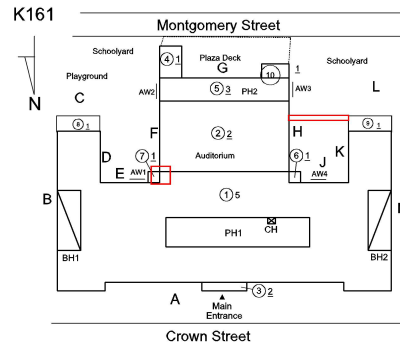 K161
Montgomery Street
Schoolyard
Plaza Deck
Schoolyard
4 1
G
10
1
Playground
L
5 3
PH2
AW2
AW3
N
C
8 1
9 1
F
H
2 2
D
K
Auditorium
7 1
6 1
J
E
AW1
AW4
B
1 5
CH
PH1
BH1
BH2
A
3 2
Main
Entrance
Crown Street